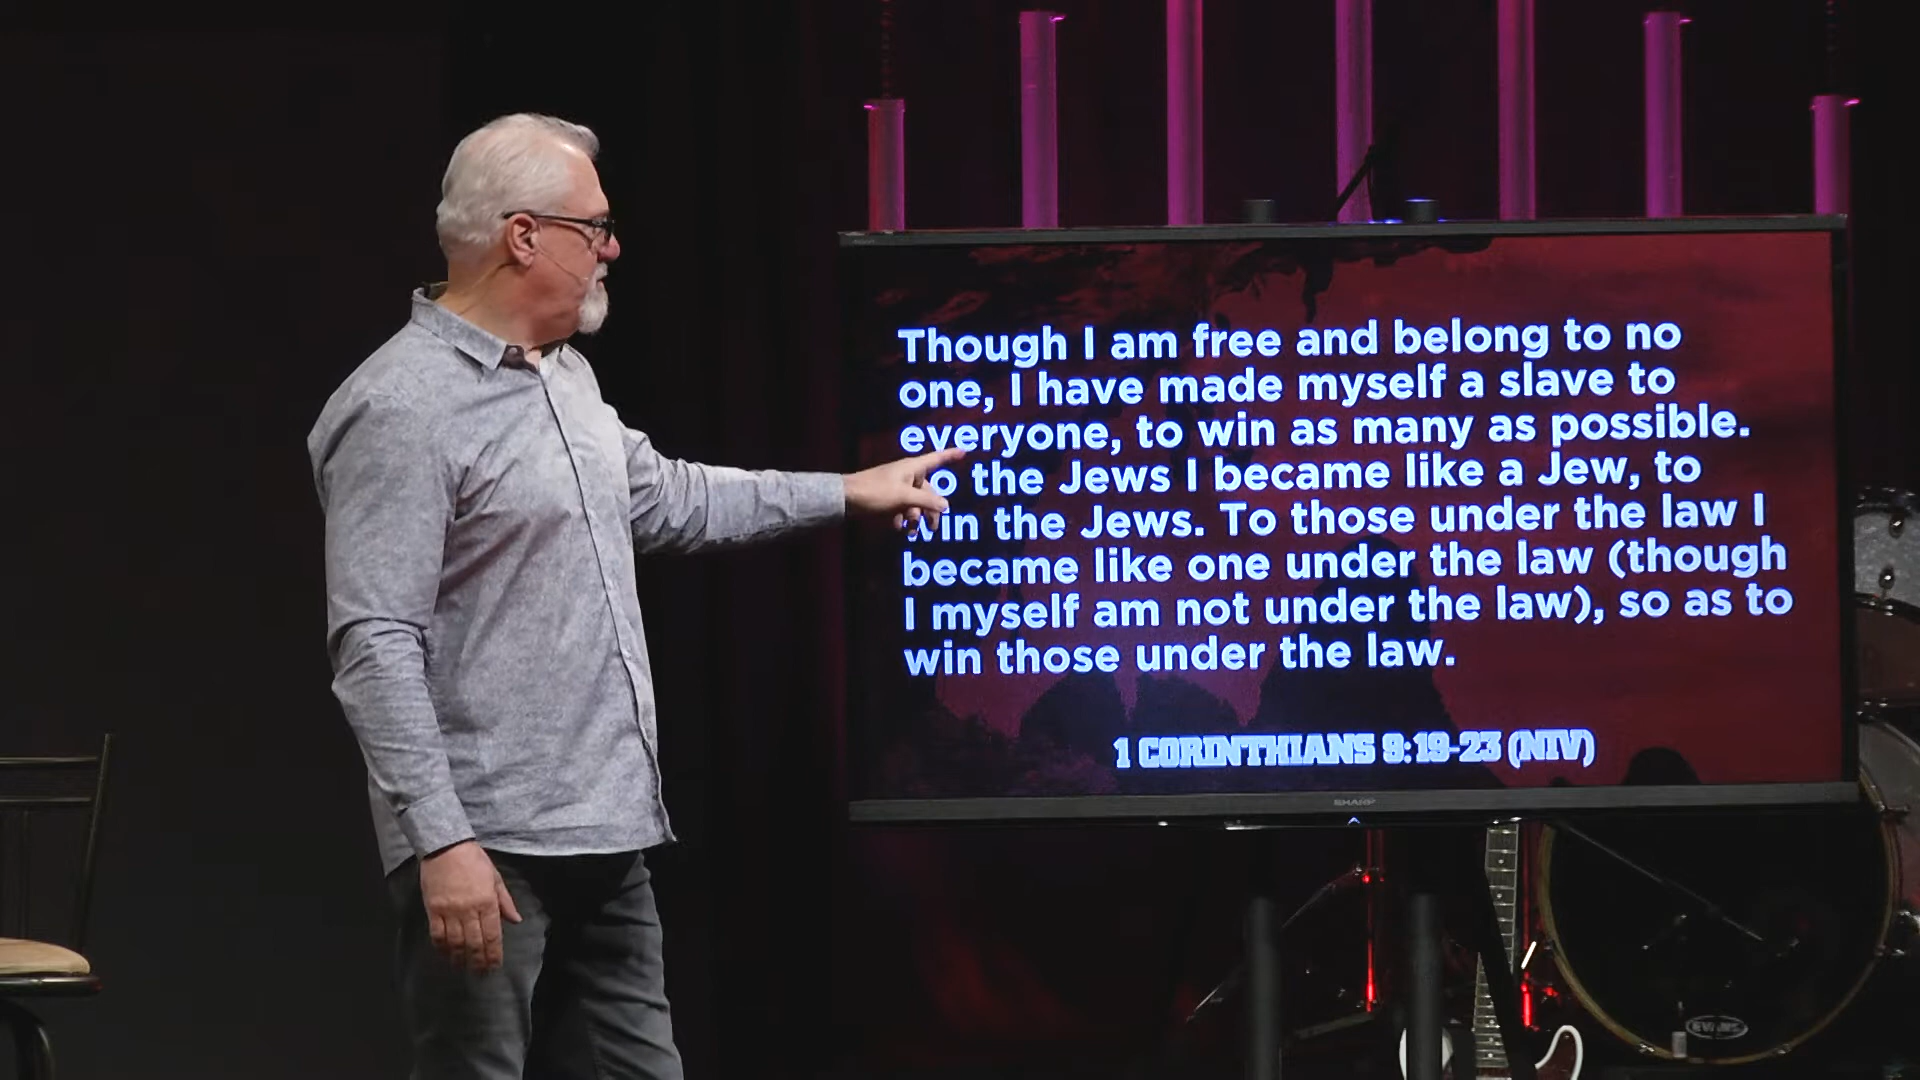 Though I am free and belong to no
one, I have made myself a slave to
everyone, to win as many as possible.
To the Jews I became like a Jew, to
win the Jews. To those under the law I
became like one under the law (though
I myself am not under the law), so as to
win those under the law.
1 CORINTHIANS 9:19-23 (NIV)
SHARP
EVANS